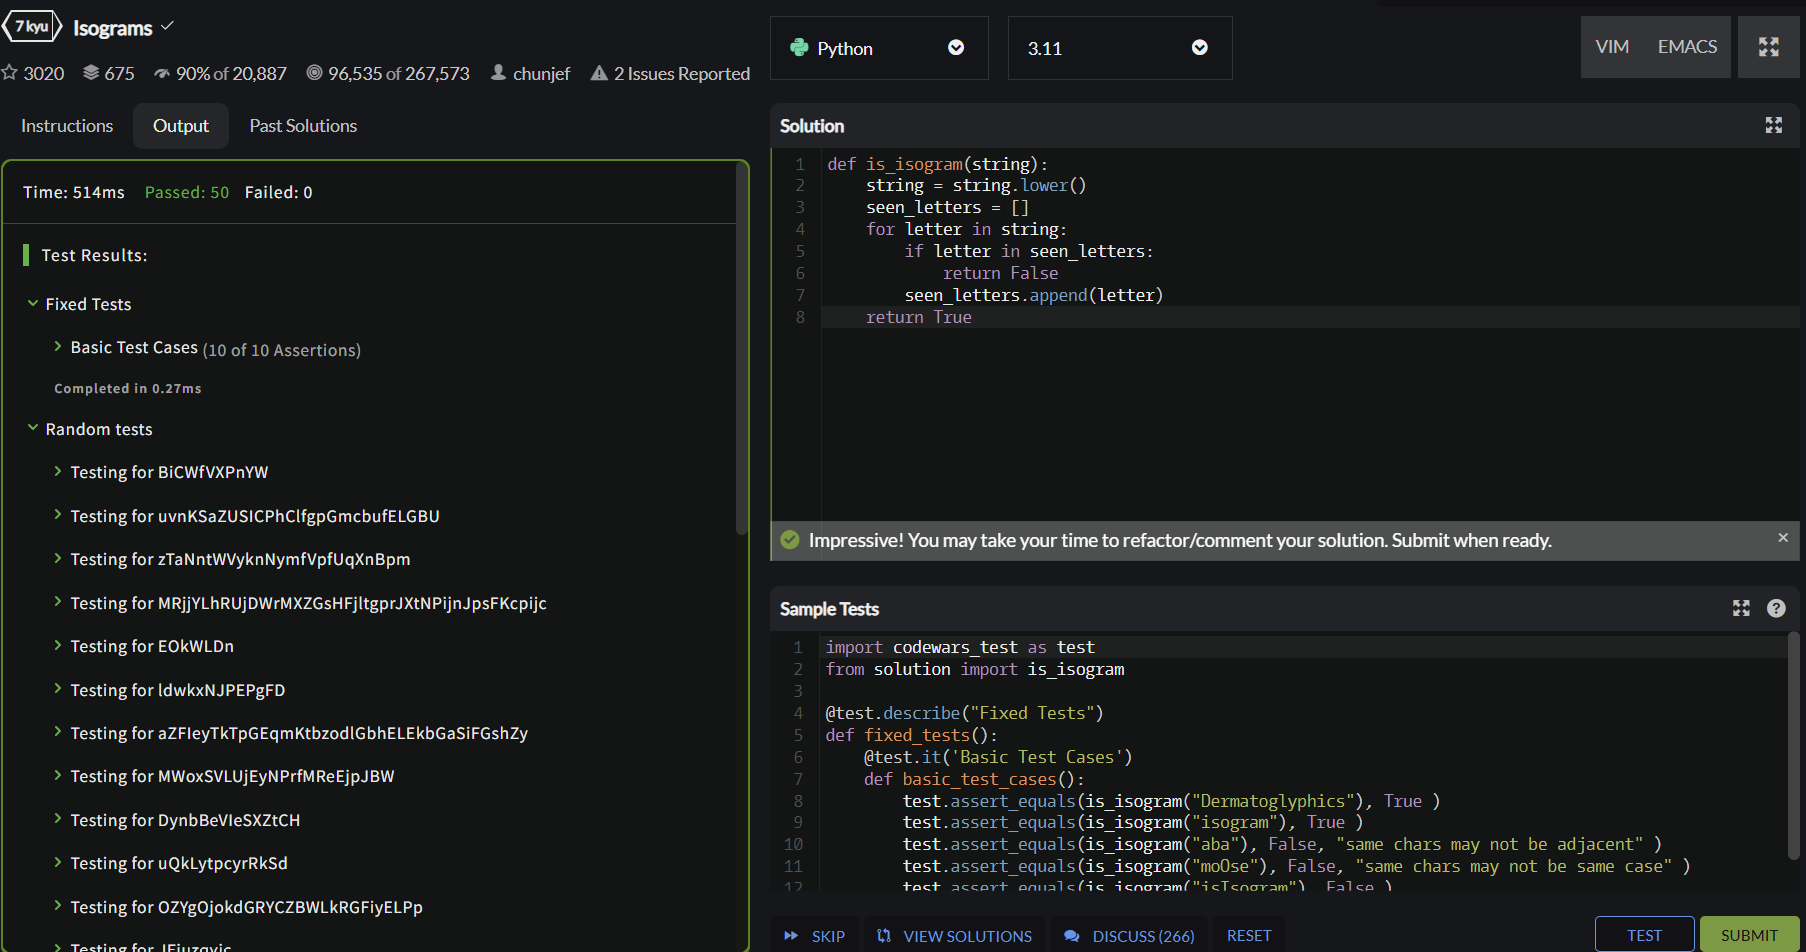 7 kyu Isograms
3020 675 90% of 20,887 96,535 of 267,573 chunjef 2 Issues Reported
Instructions Output Past Solutions
Time: 514ms Passed: 50 Failed: 0
Test Results:
Fixed Tests
Basic Test Cases (10 of 10 Assertions)
Completed in 0.27ms
Random tests
Testing for BiCWfVXPnYW
Testing for uvnKSaZUSICPhClfgpGmcbufELGBU
Testing for zTaNntWVyknNymfVpfUqXnBpm
Testing for MRjjYLhRUjDWrMXZGsHFjltgprJXtNPijnJpsFKcpijc
Testing for EOkWLDn
Testing for ldwkxNJPEPgFD
Testing for aZFIeyTkTpGEqmKtbzodlGbhELEkbGaSiFGshZy
Testing for MWoxSVLUjEyNPrfMReEjpJBW
Testing for DynbBeVIeSXZtCH
Testing for uQkLytpcyrRkSd
Testing for OZYgOjokdGRYCZBWLkRGFiyELPp
Testing for
Python 3.11 VIM EMACS
Solution
1 def is_isogram(string):
2 string = string.lower()
3 seen_letters = []
4 for letter in string:
5 if letter in seen_letters:
6 return False
7 seen_letters.append(letter)
8 return True
Impressive! You may take your time to refactor/comment your solution. Submit when ready. ×
Sample Tests ?
1 import codewars_test as test
2 from solution import is_isogram
3
4 @test.describe("Fixed Tests")
5 def fixed_tests():
6 @test.it('Basic Test Cases')
7 def basic_test_cases():
8 test.assert_equals(is_isogram("Dermatoglyphics"), True )
9 test.assert_equals(is_isogram("isogram"), True )
10 test.assert_equals(is_isogram("aba"), False, "same chars may not be adjacent" )
11 test.assert_equals(is_isogram("moOse"), False, "same chars may not be same case" )
12 test.assert_equals(is_isogram("isIsogram"), False )
SKIP VIEW SOLUTIONS DISCUSS (266) RESET TEST SUBMIT